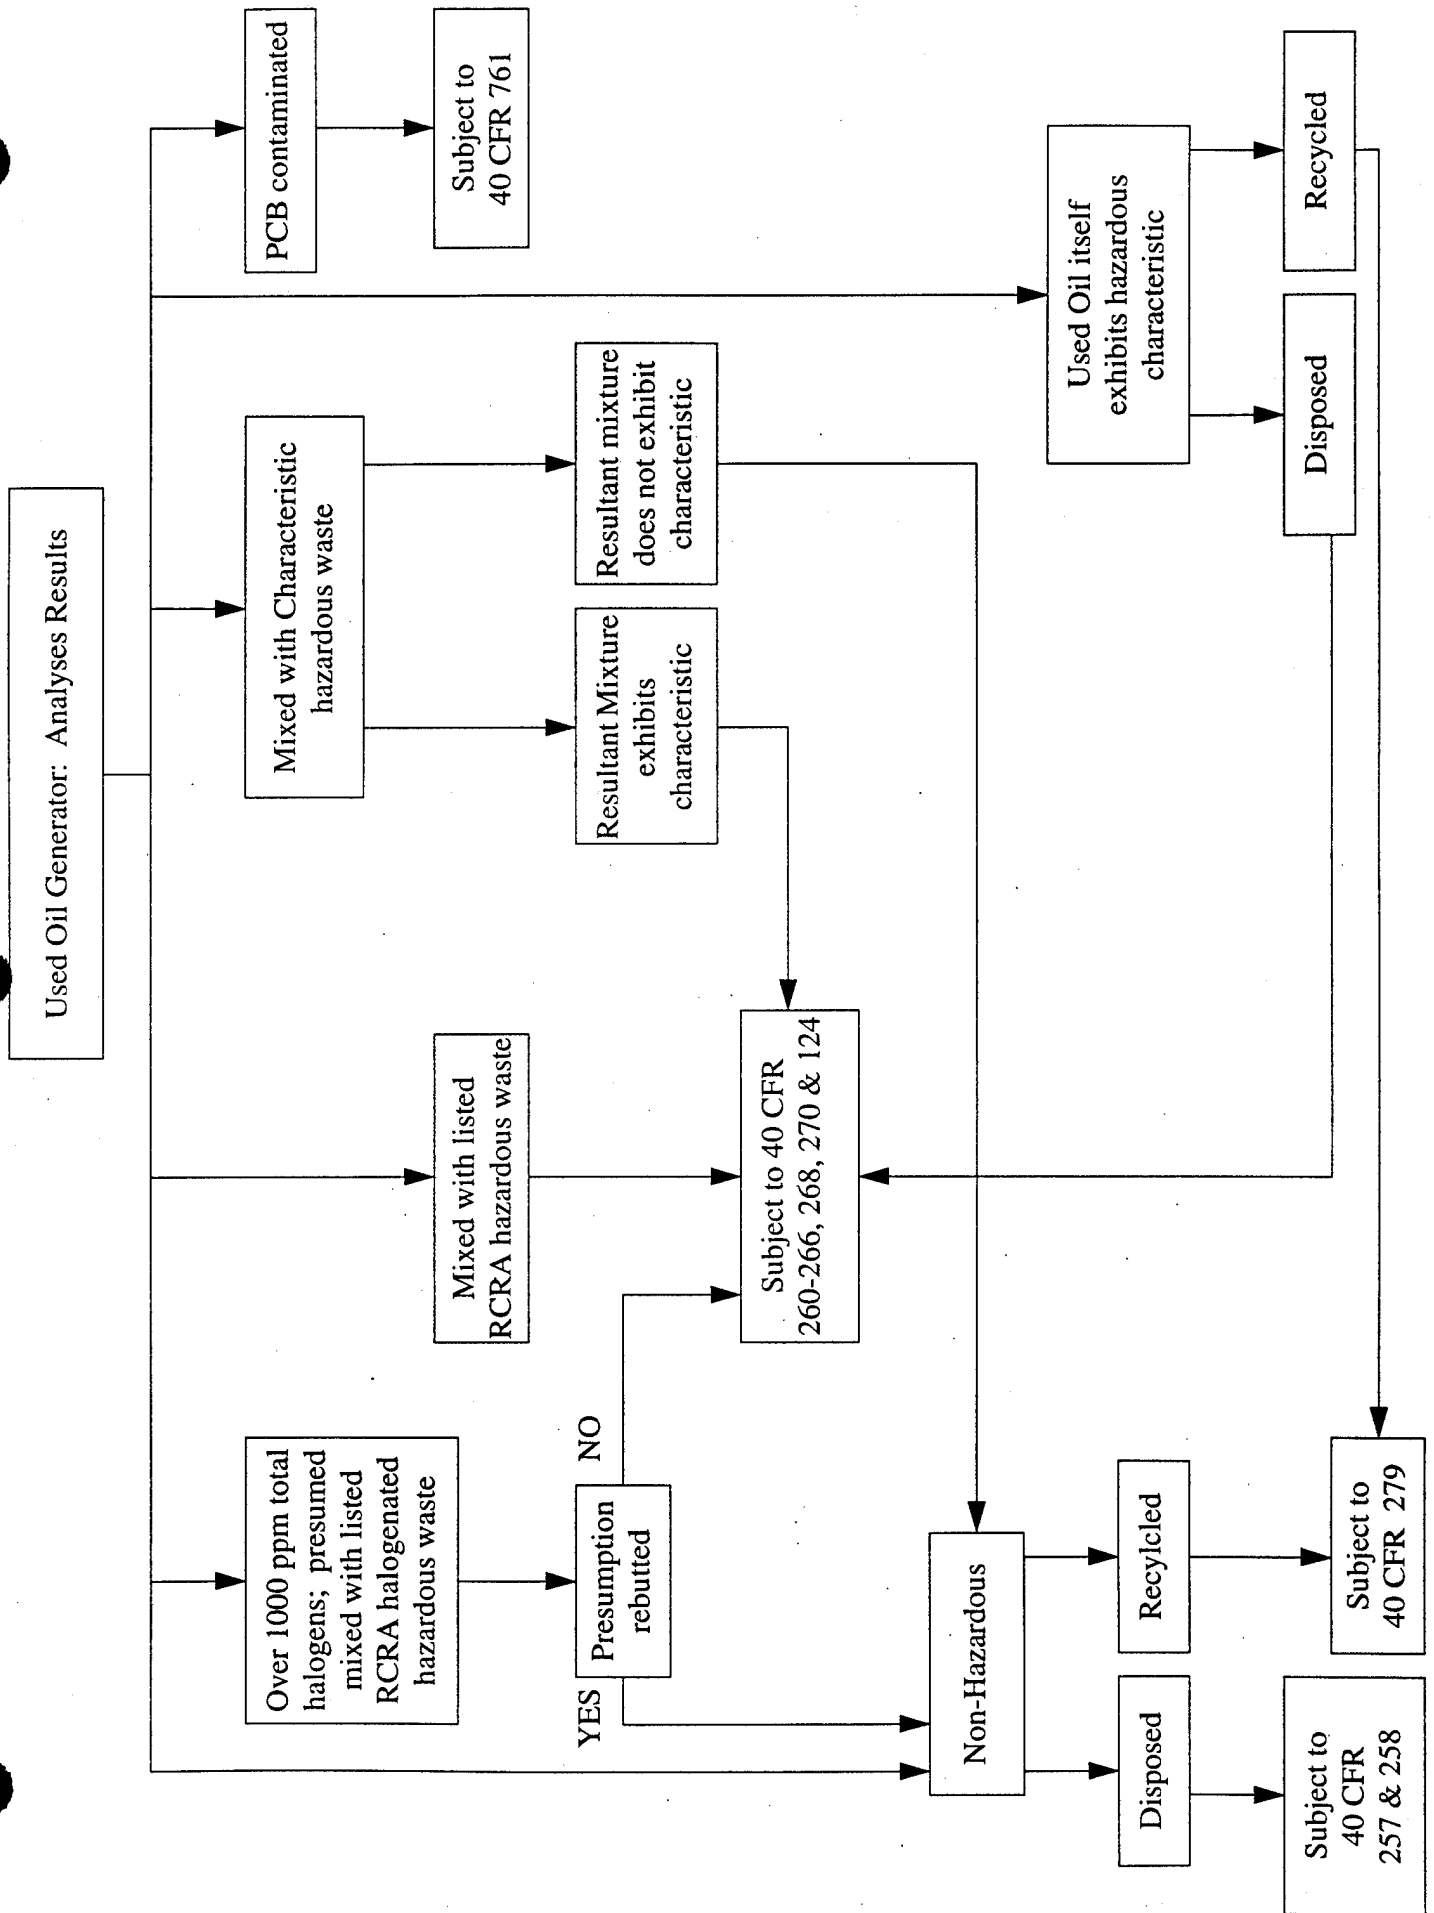 Used Oil Generator: Analyses Results
Over 1000 ppm total
halogens; presumed
mixed with listed
RCRA halogenated
hazardous waste
Mixed with listed
RCRA hazardous waste
Mixed with Characteristic
hazardous waste
PCB contaminated
Subject to
40 CFR 761
YES
Presumption
rebutted
NO
Resultant Mixture
exhibits
characteristic
Resultant mixture
does not exhibit
characteristic
Subject to 40 CFR
260-266, 268, 270 & 124
Non-Hazardous
Used Oil itself
exhibits hazardous
characteristic
Disposed
Recylcled
Disposed
Recycled
Subject to
40 CFR
257 & 258
Subject to
40 CFR 279